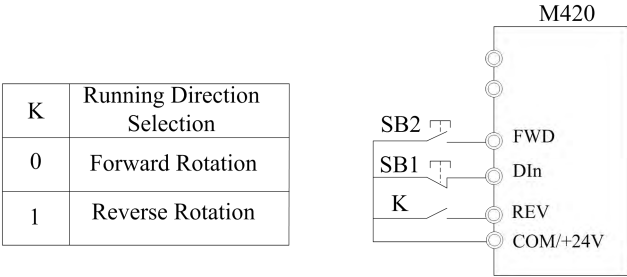 M420
K
Running Direction
Selection
0
Forward Rotation
1
Reverse Rotation
SB2
FWD
SB1
DIn
K
REV
COM/+24V